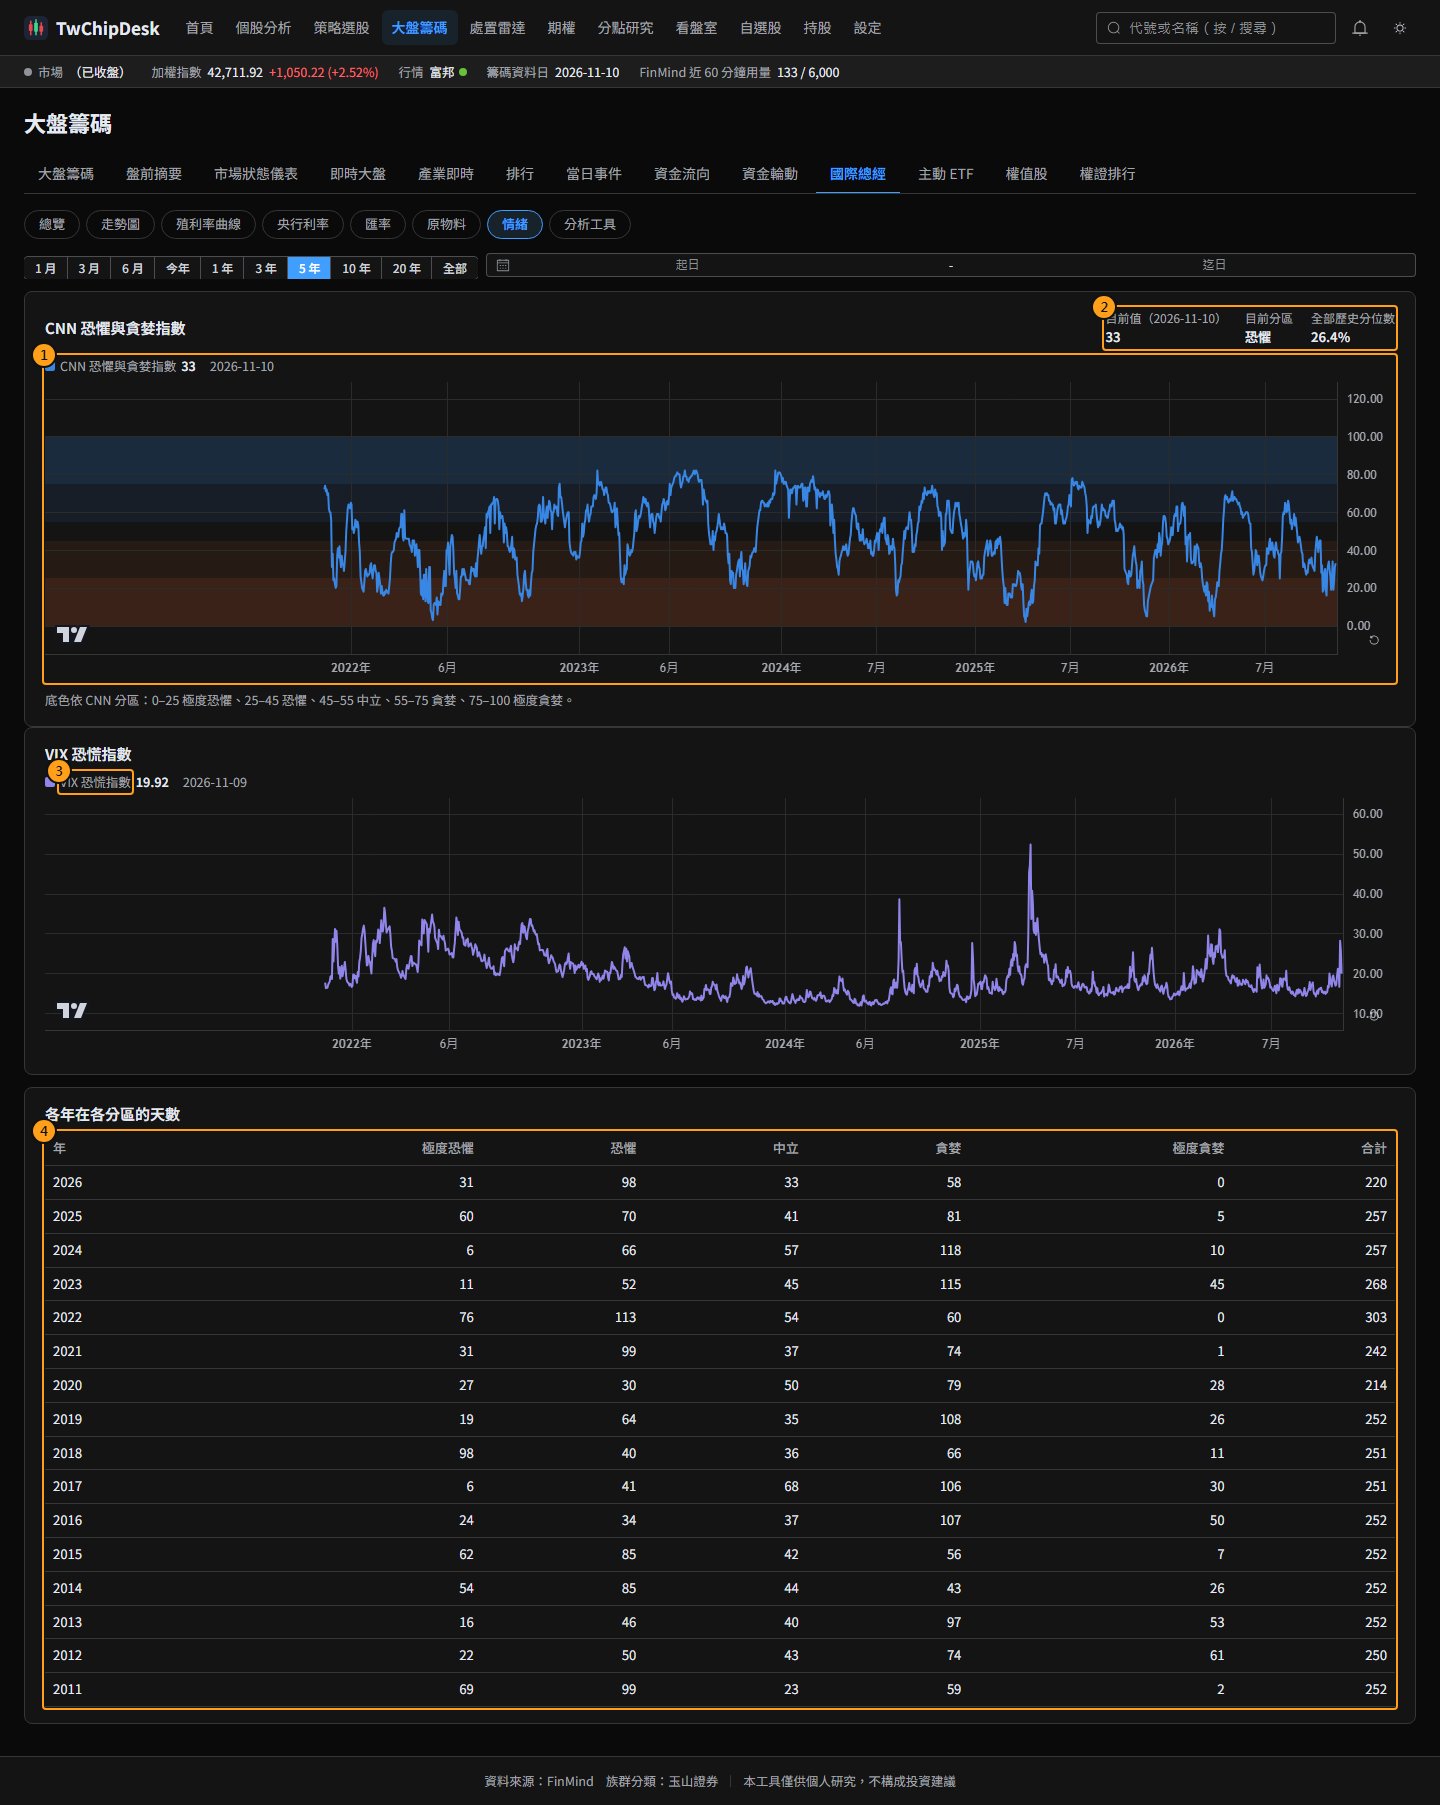 TwChipDesk 首頁 個股分析 策略選股 大盤籌碼 處置雷達 期權 分點研究 看盤室 自選股 持股 設定 代號或名稱 ( 按 / 搜尋 )
市場 （已收盤） 加權指數 42,711.92 +1,050.22 (+2.52%) 行情 富邦 籌碼資料日 2026-11-10 FinMind 近 60 分鐘用量 133 / 6,000
大盤籌碼
大盤籌碼 盤前摘要 市場狀態儀表 即時大盤 產業即時 排行 當日事件 資金流向 資金輪動 國際總經 主動 ETF 權值股 權證排行
總覽 走勢圖 殖利率曲線 央行利率 匯率 原物料 情緒 分析工具
1 月 3 月 6 月 今年 1 年 3 年 5 年 10 年 20 年 全部 起日 - 迄日
CNN 恐懼與貪婪指數
2
目前值（2026-11-10） 目前分區 全部歷史分位數
33 恐懼 26.4%
1
CNN 恐懼與貪婪指數 33 2026-11-10
120.00
100.00
80.00
60.00
40.00
20.00
0.00
2022年 6月 2023年 6月 2024年 7月 2025年 7月 2026年 7月
底色依 CNN 分區：0–25 極度恐懼、25–45 恐懼、45–55 中立、55–75 貪婪、75–100 極度貪婪。
VIX 恐慌指數
3
VIX 恐慌指數 19.92 2026-11-09
60.00
50.00
40.00
30.00
20.00
10.00
2022年 6月 2023年 6月 2024年 6月 2025年 7月 2026年 7月
各年在各分區的天數
4
年 極度恐懼 恐懼 中立 貪婪 極度貪婪 合計
2026 31 98 33 58 0 220
2025 60 70 41 81 5 257
2024 6 66 57 118 10 257
2023 11 52 45 115 45 268
2022 76 113 54 60 0 303
2021 31 99 37 74 1 242
2020 27 30 50 79 28 214
2019 19 64 35 108 26 252
2018 98 40 36 66 11 251
2017 6 41 68 106 30 251
2016 24 34 37 107 50 252
2015 62 85 42 56 7 252
2014 54 85 44 43 26 252
2013 16 46 40 97 53 252
2012 22 50 43 74 61 250
2011 69 99 23 59 2 252
資料來源：FinMind 族群分類：玉山證券 本工具僅供個人研究，不構成投資建議